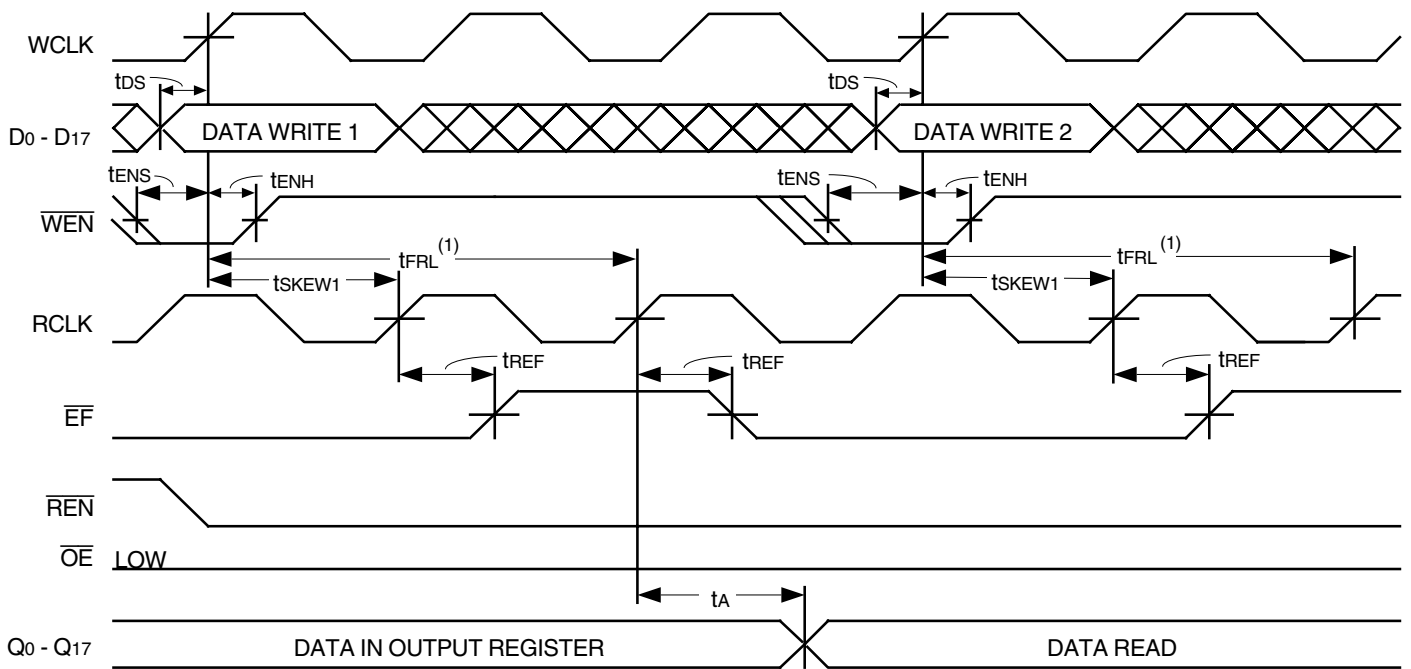 WCLK
tDS
tDS
D0 - D17
DATA WRITE 1
DATA WRITE 2
tENS
tENH
tENS
tENH
WEN
tFRL(1)
tFRL(1)
tSKEW1
tSKEW1
RCLK
tREF
tREF
tREF
EF
REN
OE
LOW
tA
Q0 - Q17
DATA IN OUTPUT REGISTER
DATA READ